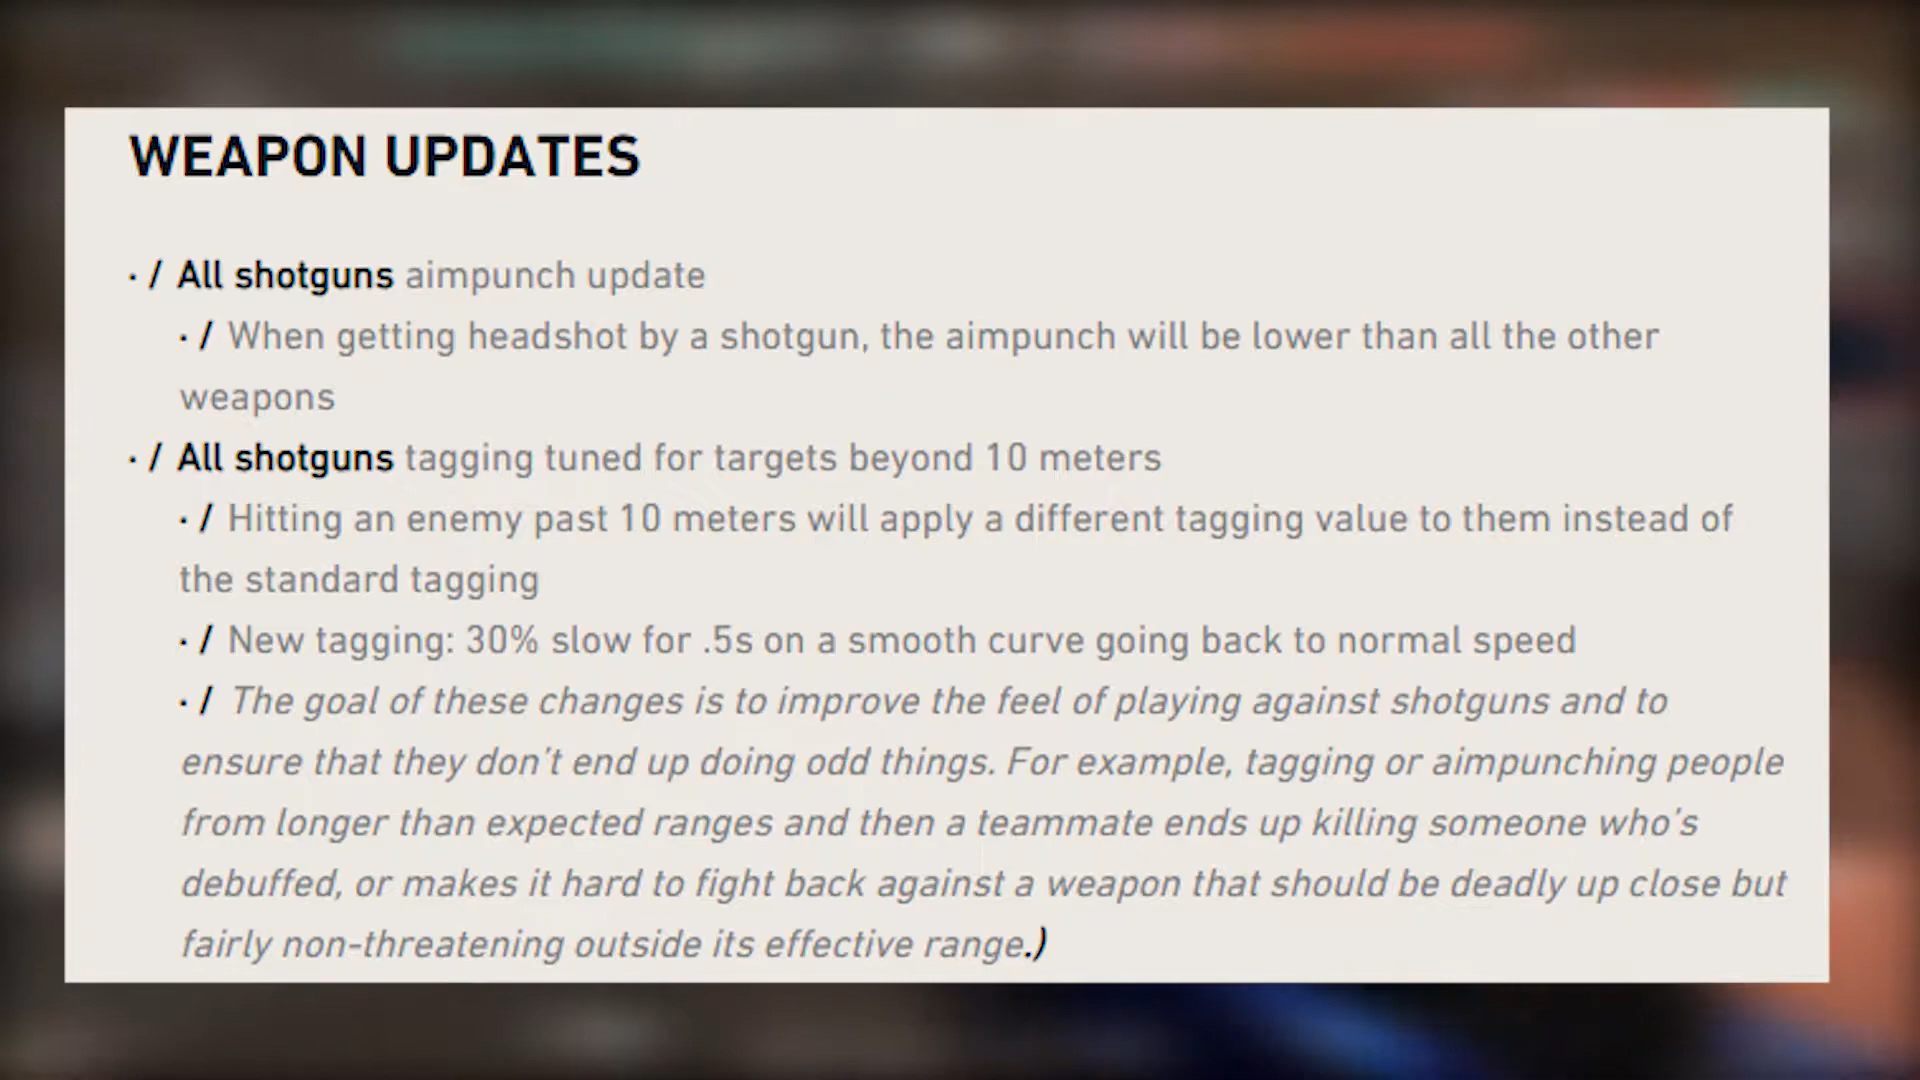 WEAPON UPDATES
· / All shotguns aimpunch update
· / When getting headshot by a shotgun, the aimpunch will be lower than all the other
weapons
· / All shotguns tagging tuned for targets beyond 10 meters
· / Hitting an enemy past 10 meters will apply a different tagging value to them instead of
the standard tagging
· / New tagging: 30% slow for .5s on a smooth curve going back to normal speed
· / The goal of these changes is to improve the feel of playing against shotguns and to
ensure that they don't end up doing odd things. For example, tagging or aimpunching people
from longer than expected ranges and then a teammate ends up killing someone who's
debuffed, or makes it hard to fight back against a weapon that should be deadly up close but
fairly non-threatening outside its effective range.)